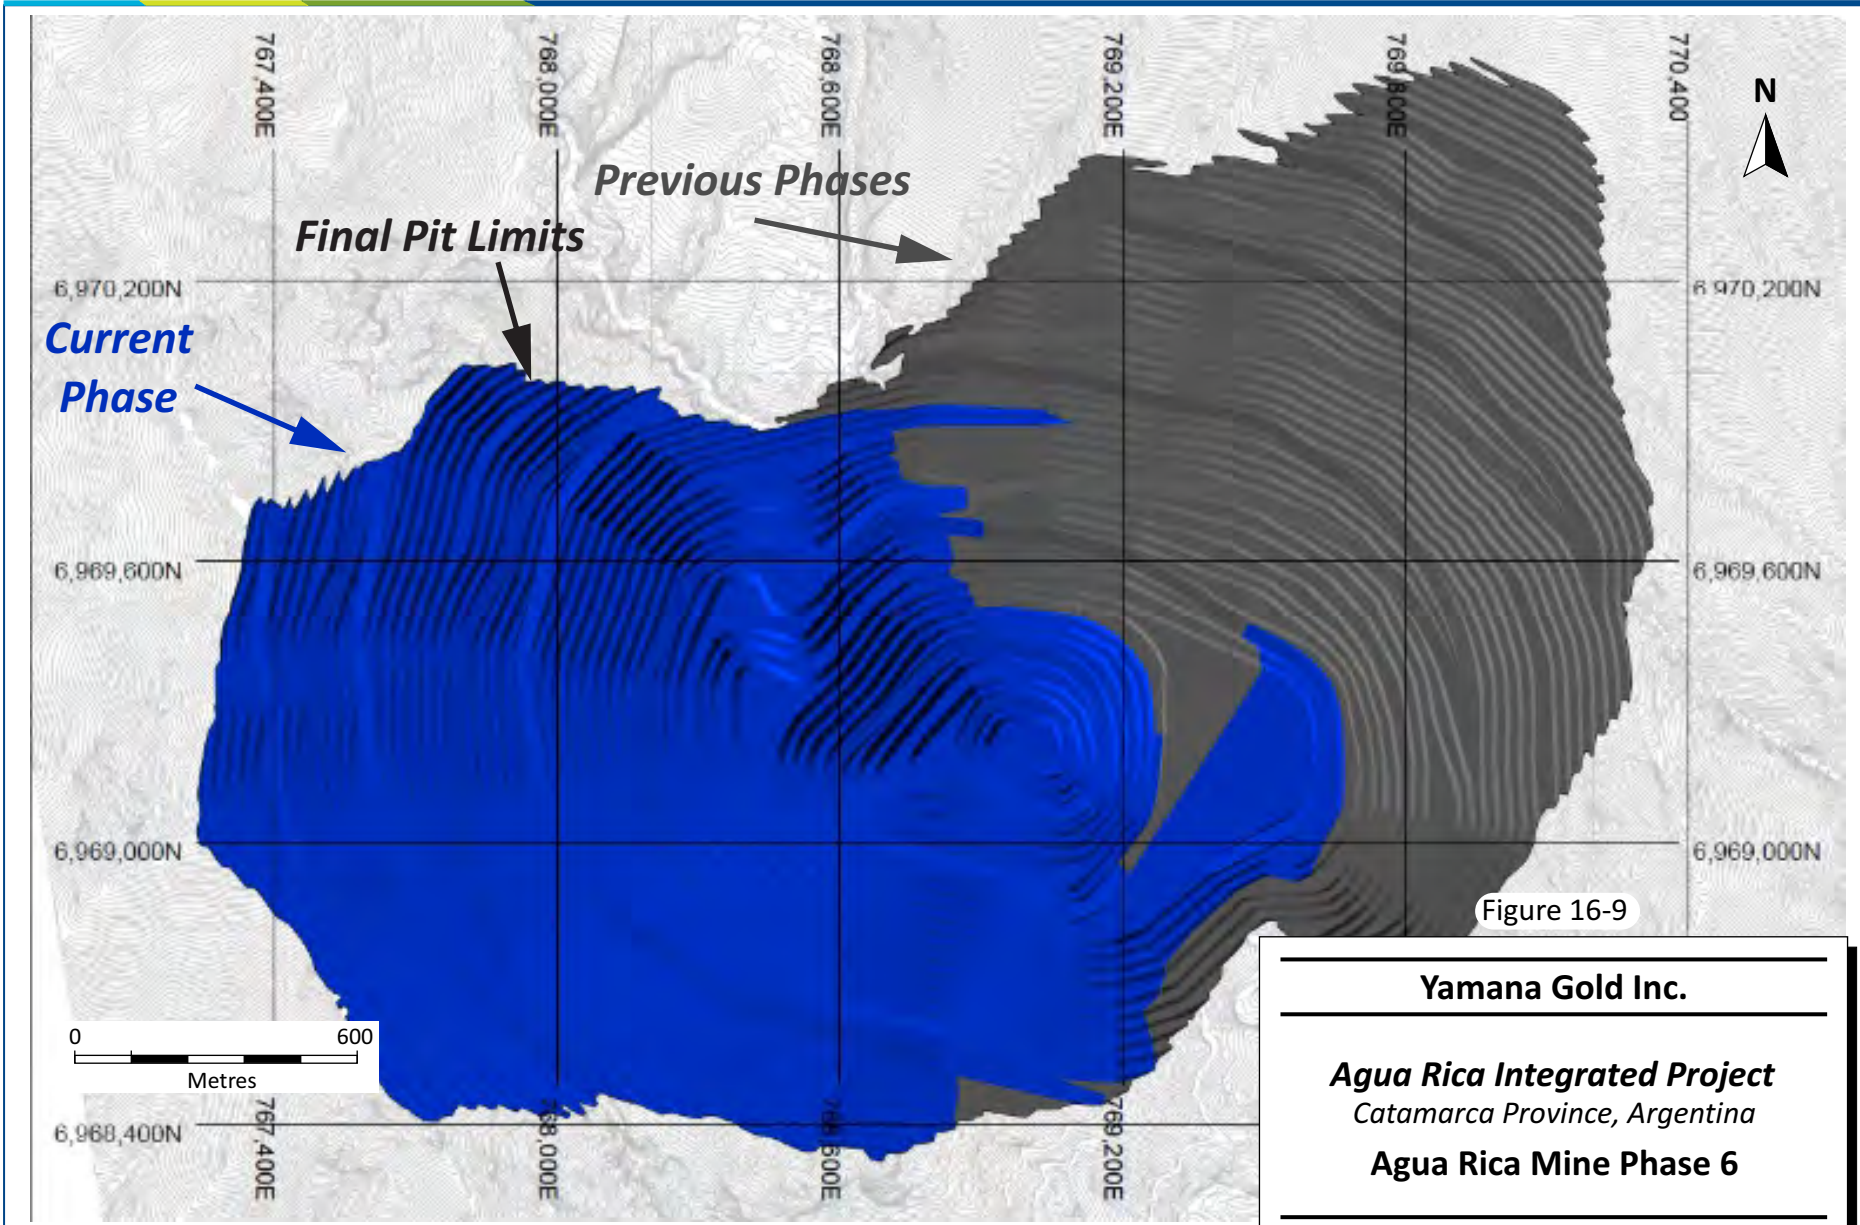 767,400E
768,000E
768,600E
769,200E
769,800E
770,400
N
Previous Phases
Final Pit Limits
6,970,200N
6,970,200N
Current
Phase
6,969,600N
6,969,600N
6,969,000N
6,969,000N
Figure 16-9
Yamana Gold Inc.
0 600
Metres
Agua Rica Integrated Project
Catamarca Province, Argentina
6,968,400N
767,400E
768,000E
768,600E
769,200E
Agua Rica Mine Phase 6